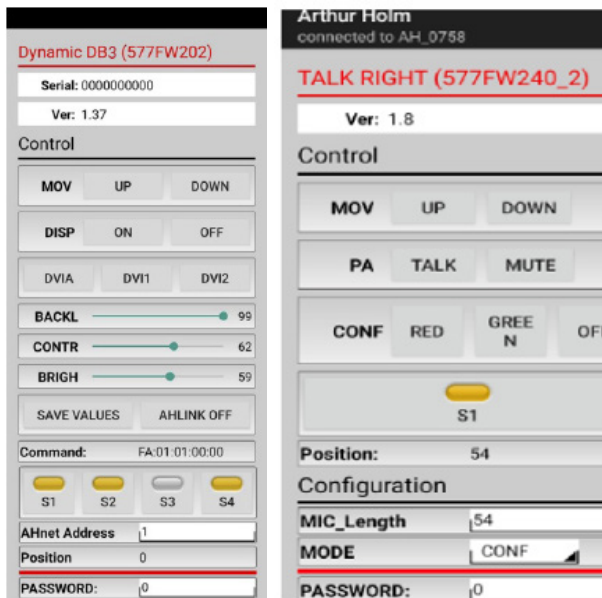 Dynamic DB3 (577FW202)
Serial: 0000000000
Ver: 1.37
Control
MOV UP DOWN
DISP ON OFF
DVIA DVI1 DVI2
BACKL 99
CONTR 62
BRIGH 59
SAVE VALUES AHLINK OFF
Command: FA:01:01:00:00
S1 S2 S3 S4
AHnet Address 1
Position 0
PASSWORD: 0
Arthur Holm
connected to AH_0758
TALK RIGHT (577FW240_2)
Ver: 1.8
Control
MOV UP DOWN
PA TALK MUTE
CONF RED GREE
N
S1
Position: 54
Configuration
MIC_Length 54
MODE CONF
PASSWORD: 0